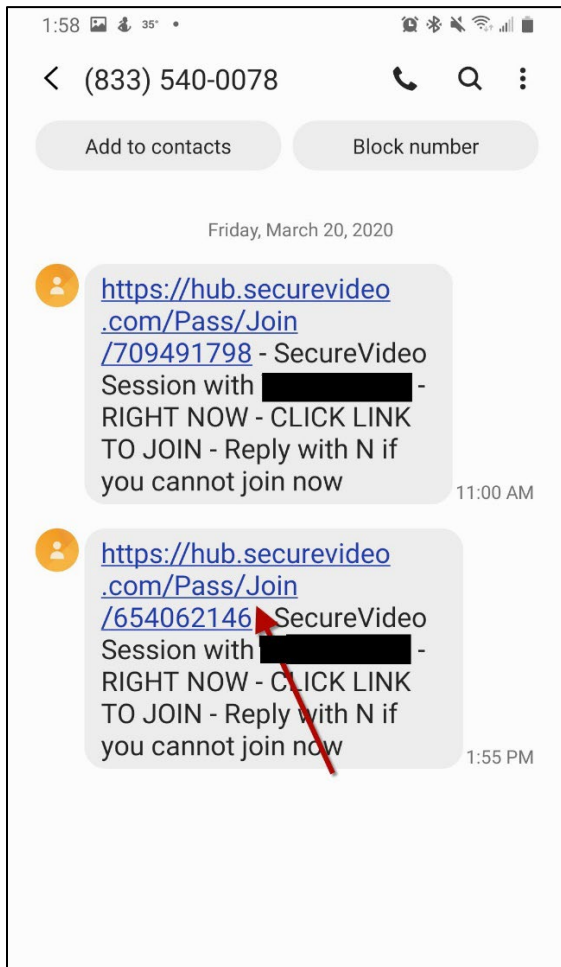 1:58 35°
(833) 540-0078
Add to contacts Block number
Friday, March 20, 2020
https://hub.securevideo
.com/Pass/Join
/709491798 - SecureVideo
Session with -
RIGHT NOW - CLICK LINK
TO JOIN - Reply with N if
you cannot join now
11:00 AM
https://hub.securevideo
.com/Pass/Join
/654062146 - SecureVideo
Session with -
RIGHT NOW - CLICK LINK
TO JOIN - Reply with N if
you cannot join now
1:55 PM